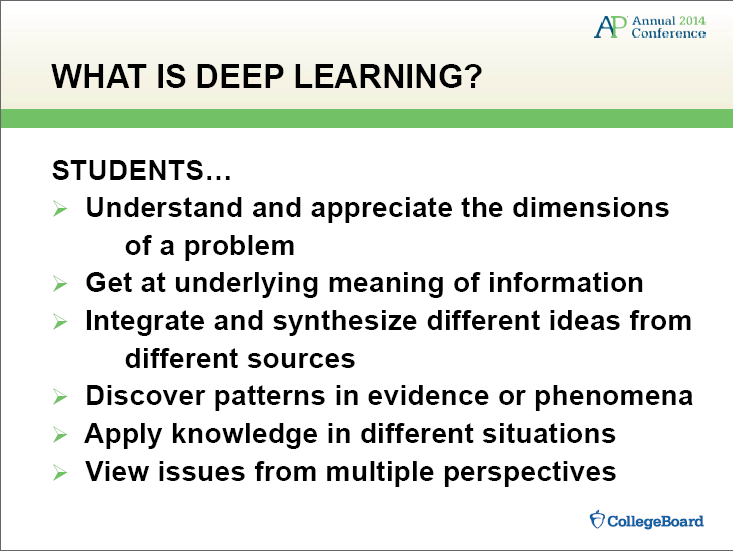 AP Annual 2014
Conference
WHAT IS DEEP LEARNING?
STUDENTS…
Understand and appreciate the dimensions
of a problem
Get at underlying meaning of information
Integrate and synthesize different ideas from
different sources
Discover patterns in evidence or phenomena
Apply knowledge in different situations
View issues from multiple perspectives
CollegeBoard